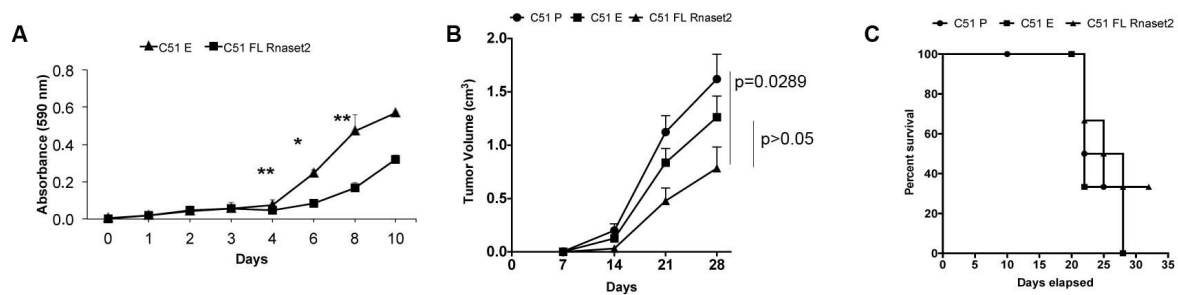 A
C51 E C51 FL Rnaset2
Absorbance (590 nm)
0.8
0.6
0.4
0.2
0.0
**
*
**
0 1 2 3 4 6 8 10
Days
B
C51 P C51 E C51 FL Rnaset2
Tumor Volume (cm³)
2.0
1.5
1.0
0.5
0.0
p=0.0289
p>0.05
0 7 14 21 28
Days
C
C51 P C51 E C51 FL Rnaset2
Percent survival
100
80
60
40
20
0
0 5 10 15 20 25 30 35
Days elapsed